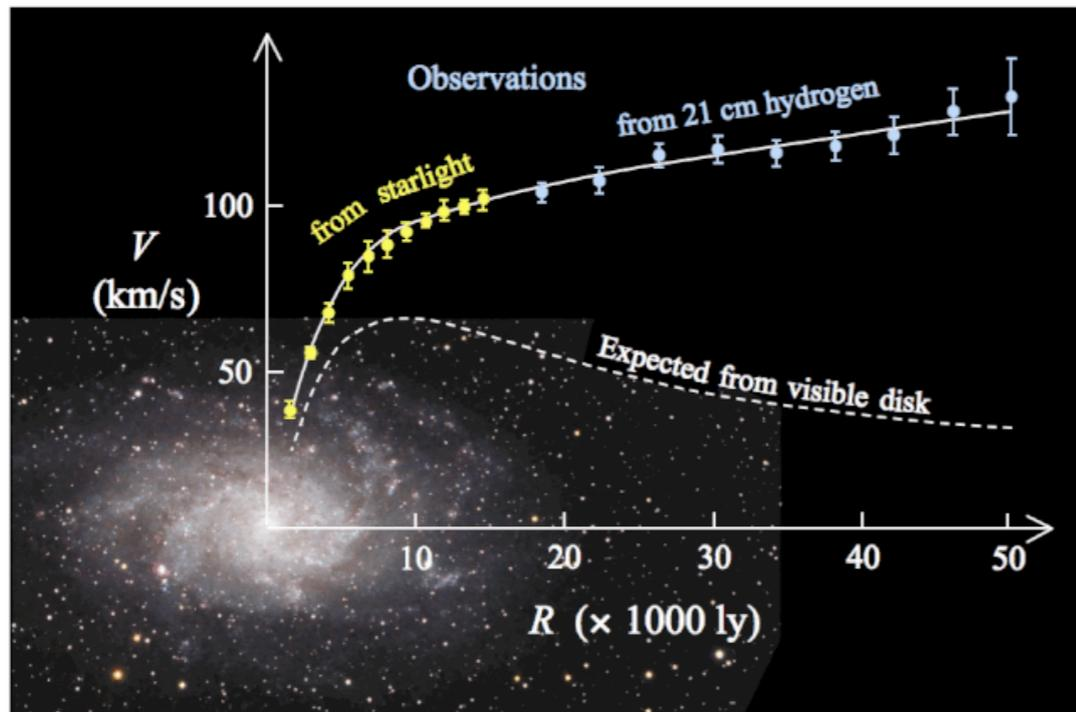 Observations
from 21 cm hydrogen
from starlight
100
V
(km/s)
50
Expected from visible disk
10 20 30 40 50
R (× 1000 ly)